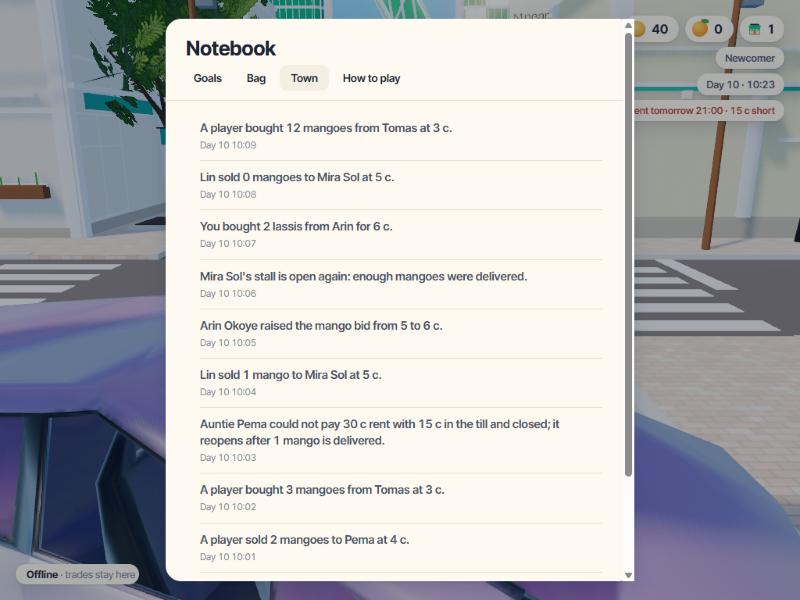 40
0
1
Notebook
Newcomer
Goals
Bag
Town
How to play
Day 10 · 10:23
ent tomorrow 21:00 · 15 c short
A player bought 12 mangoes from Tomas at 3 c.
Day 10 10:09
Lin sold 0 mangoes to Mira Sol at 5 c.
Day 10 10:08
You bought 2 lassis from Arin for 6 c.
Day 10 10:07
Mira Sol's stall is open again: enough mangoes were delivered.
Day 10 10:06
Arin Okoye raised the mango bid from 5 to 6 c.
Day 10 10:05
Lin sold 1 mango to Mira Sol at 5 c.
Day 10 10:04
Auntie Pema could not pay 30 c rent with 15 c in the till and closed; it
reopens after 1 mango is delivered.
Day 10 10:03
A player bought 3 mangoes from Tomas at 3 c.
Day 10 10:02
A player sold 2 mangoes to Pema at 4 c.
Day 10 10:01
Offline · trades stay here